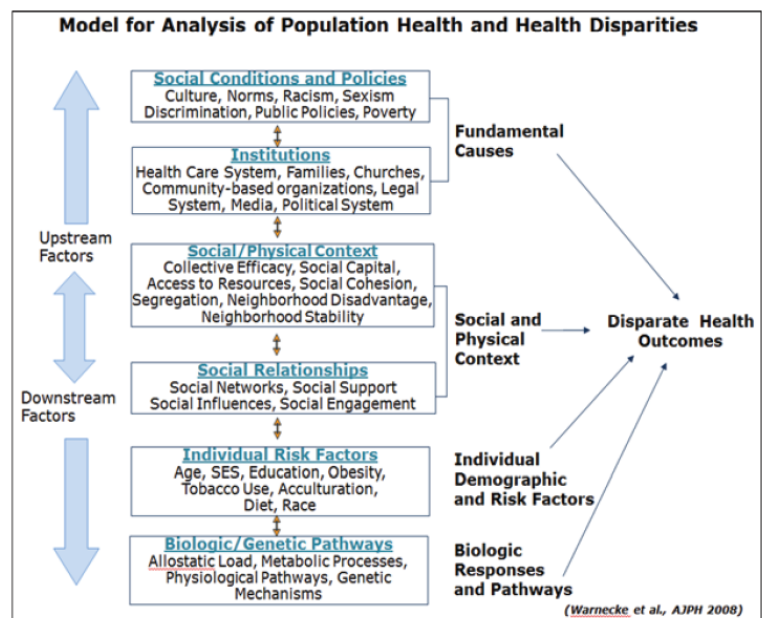 Model for Analysis of Population Health and Health Disparities
Social Conditions and Policies
Culture, Norms, Racism, Sexism
Discrimination, Public Policies, Poverty
Fundamental
Causes
Institutions
Health Care System, Families, Churches,
Community-based organizations, Legal
System, Media, Political System
Upstream
Factors
Social/Physical Context
Collective Efficacy, Social Capital,
Access to Resources, Social Cohesion,
Segregation, Neighborhood Disadvantage,
Neighborhood Stability
Social and
Physical
Context
Disparate Health
Outcomes
Social Relationships
Social Networks, Social Support
Social Influences, Social Engagement
Downstream
Factors
Individual Risk Factors
Age, SES, Education, Obesity,
Tobacco Use, Acculturation,
Diet, Race
Individual
Demographic
and Risk Factors
Biologic/Genetic Pathways
Allostatic Load, Metabolic Processes,
Physiological Pathways, Genetic
Mechanisms
Biologic
Responses
and Pathways
(Warnecke et al., AJPH 2008)